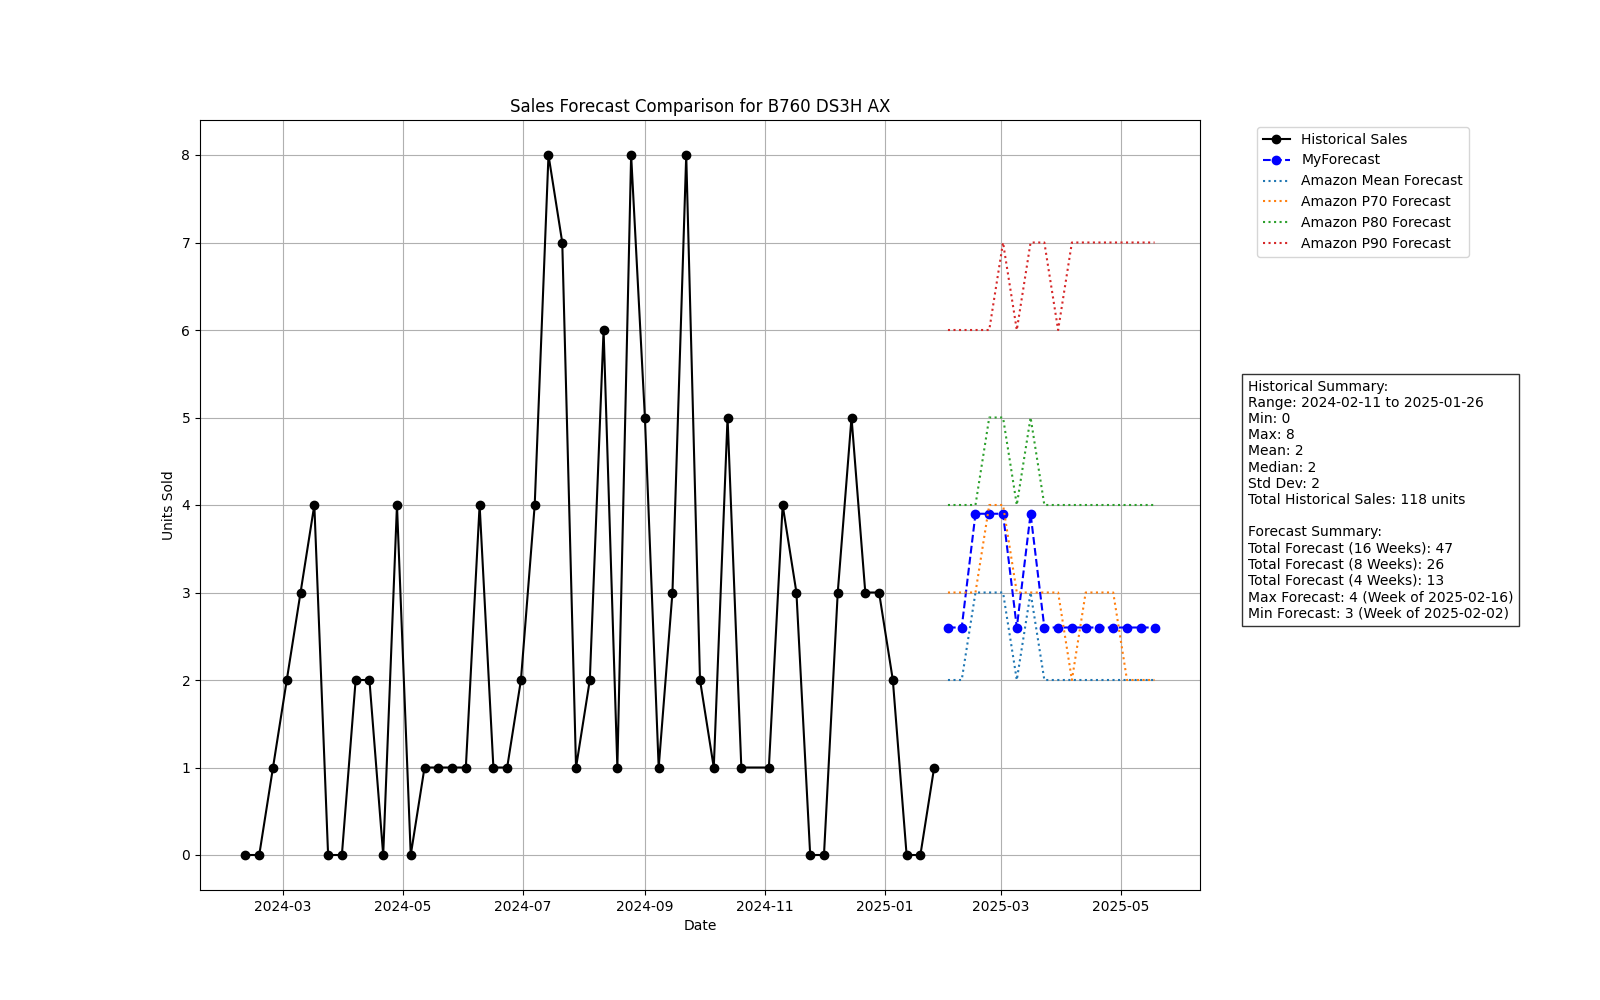 Sales Forecast Comparison for B760 DS3H AX
8
7
6
5
4
3
2
1
0
Units Sold
2024-03
2024-05
2024-07
2024-09
2024-11
2025-01
2025-03
2025-05
Date
Historical Sales
MyForecast
Amazon Mean Forecast
Amazon P70 Forecast
Amazon P80 Forecast
Amazon P90 Forecast
Historical Summary:
Range: 2024-02-11 to 2025-01-26
Min: 0
Max: 8
Mean: 2
Median: 2
Std Dev: 2
Total Historical Sales: 118 units
Forecast Summary:
Total Forecast (16 Weeks): 47
Total Forecast (8 Weeks): 26
Total Forecast (4 Weeks): 13
Max Forecast: 4 (Week of 2025-02-16)
Min Forecast: 3 (Week of 2025-02-02)